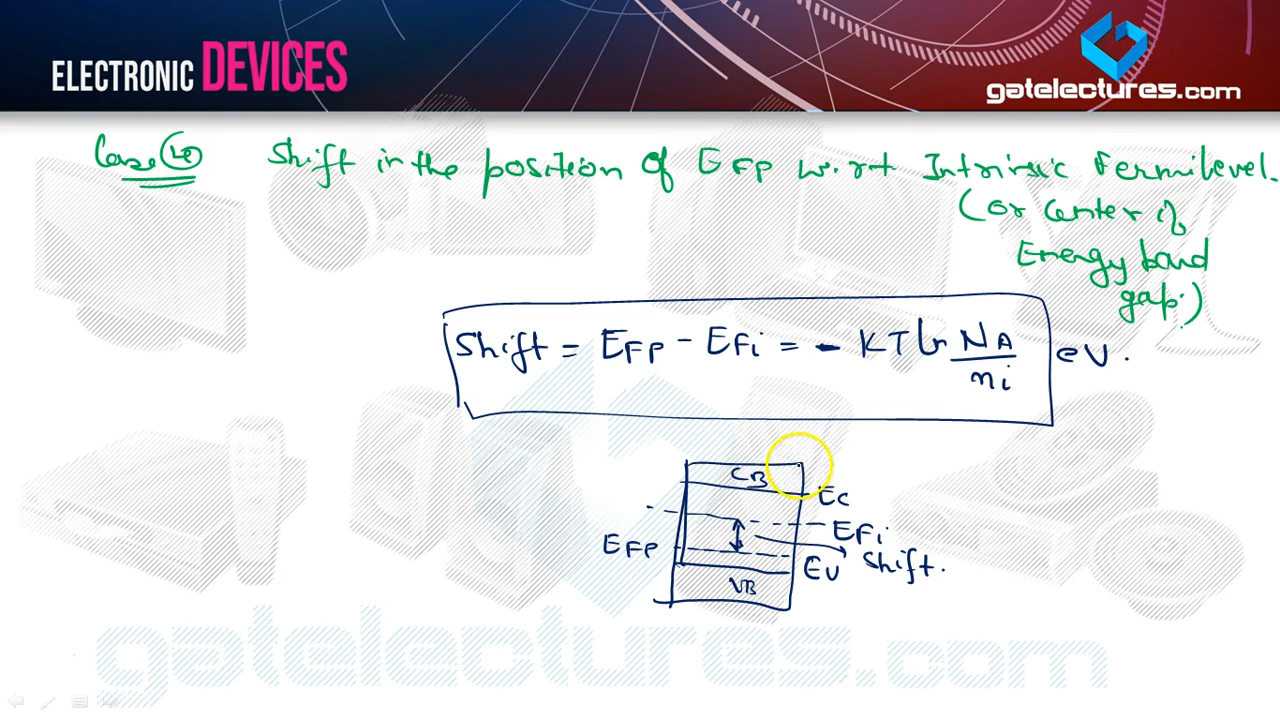 ELECTRONIC DEVICES
gatelectures.com
Case (iv) Shift in the position of EFP w.r.t Intrinsic Fermilevel.
(or center of
Energy band
gap.)
Shift = EFP - EFi = - KT ln NA/ni eV.
CB
EC
EFi
EFP
EV Shift.
VB
gatelectures.com